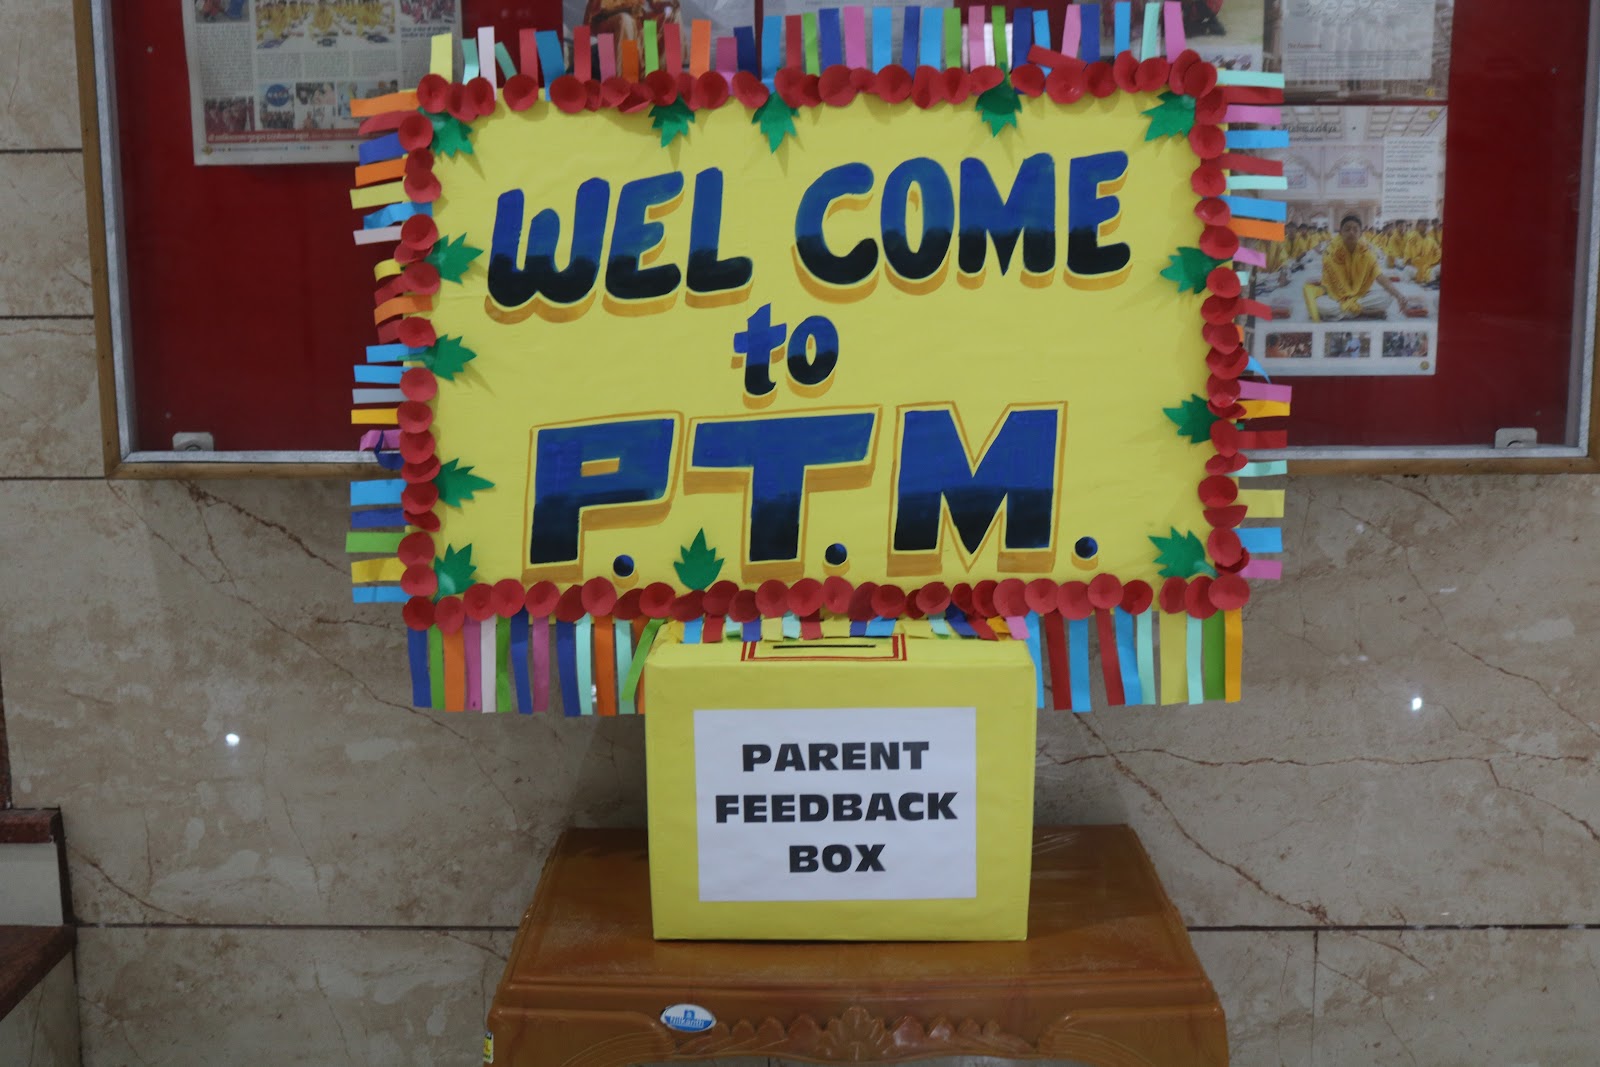 WEL COME
to
P.T.M.
PARENT
FEEDBACK
BOX